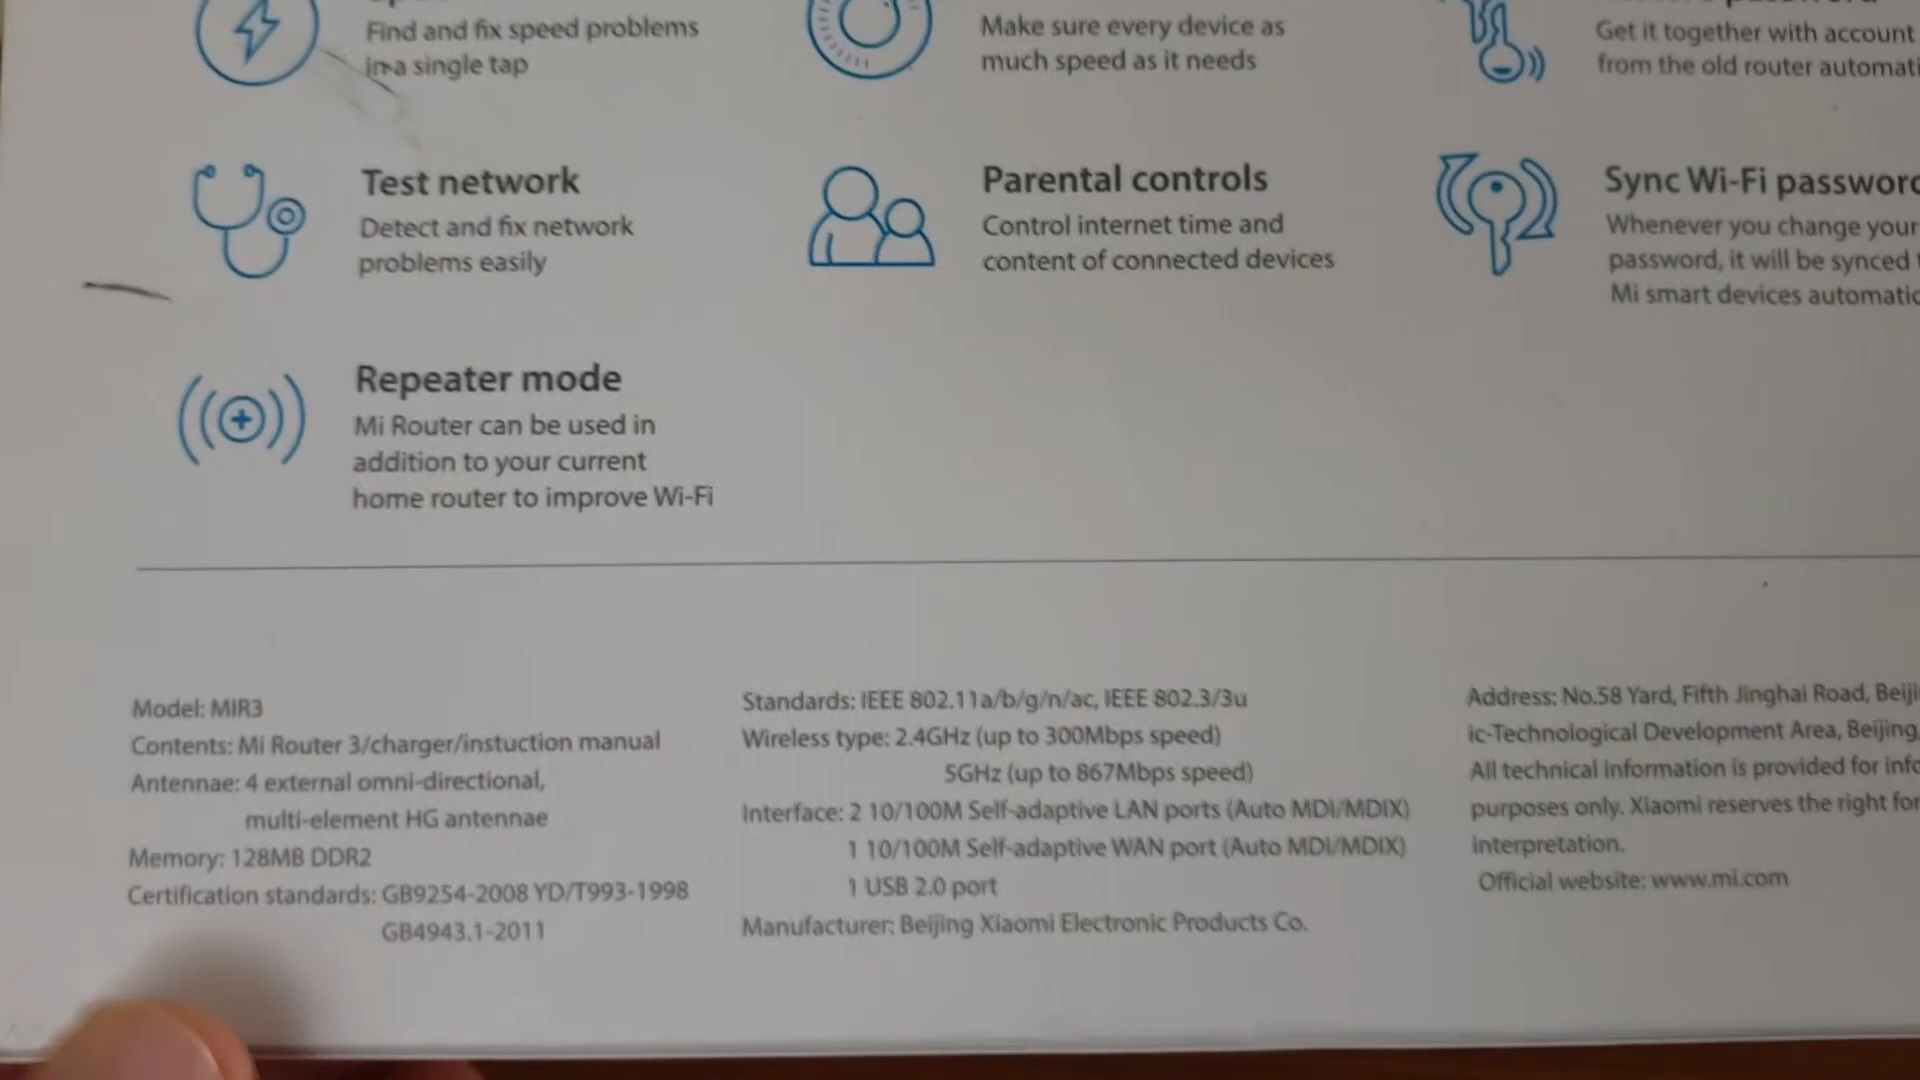 Find and fix speed problems
in a single tap
Make sure every device as
much speed as it needs
Get it together with account
from the old router automati
Test network
Detect and fix network
problems easily
Parental controls
Control internet time and
content of connected devices
Sync Wi-Fi password
Whenever you change your
password, it will be synced
Mi smart devices automatic
Repeater mode
Mi Router can be used in
addition to your current
home router to improve Wi-Fi
Model: MIR3
Contents: Mi Router 3/charger/instuction manual
Antennae: 4 external omni-directional,
multi-element HG antennae
Memory: 128MB DDR2
Certification standards: GB9254-2008 YD/T993-1998
GB4943.1-2011
Standards: IEEE 802.11a/b/g/n/ac, IEEE 802.3/3u
Wireless type: 2.4GHz (up to 300Mbps speed)
5GHz (up to 867Mbps speed)
Interface: 2 10/100M Self-adaptive LAN ports (Auto MDI/MDIX)
1 10/100M Self-adaptive WAN port (Auto MDI/MDIX)
1 USB 2.0 port
Manufacturer: Beijing Xiaomi Electronic Products Co.
Address: No.58 Yard, Fifth Jinghai Road, Beiji
ic-Technological Development Area, Beijing,
All technical information is provided for info
purposes only. Xiaomi reserves the right for
interpretation.
Official website: www.mi.com